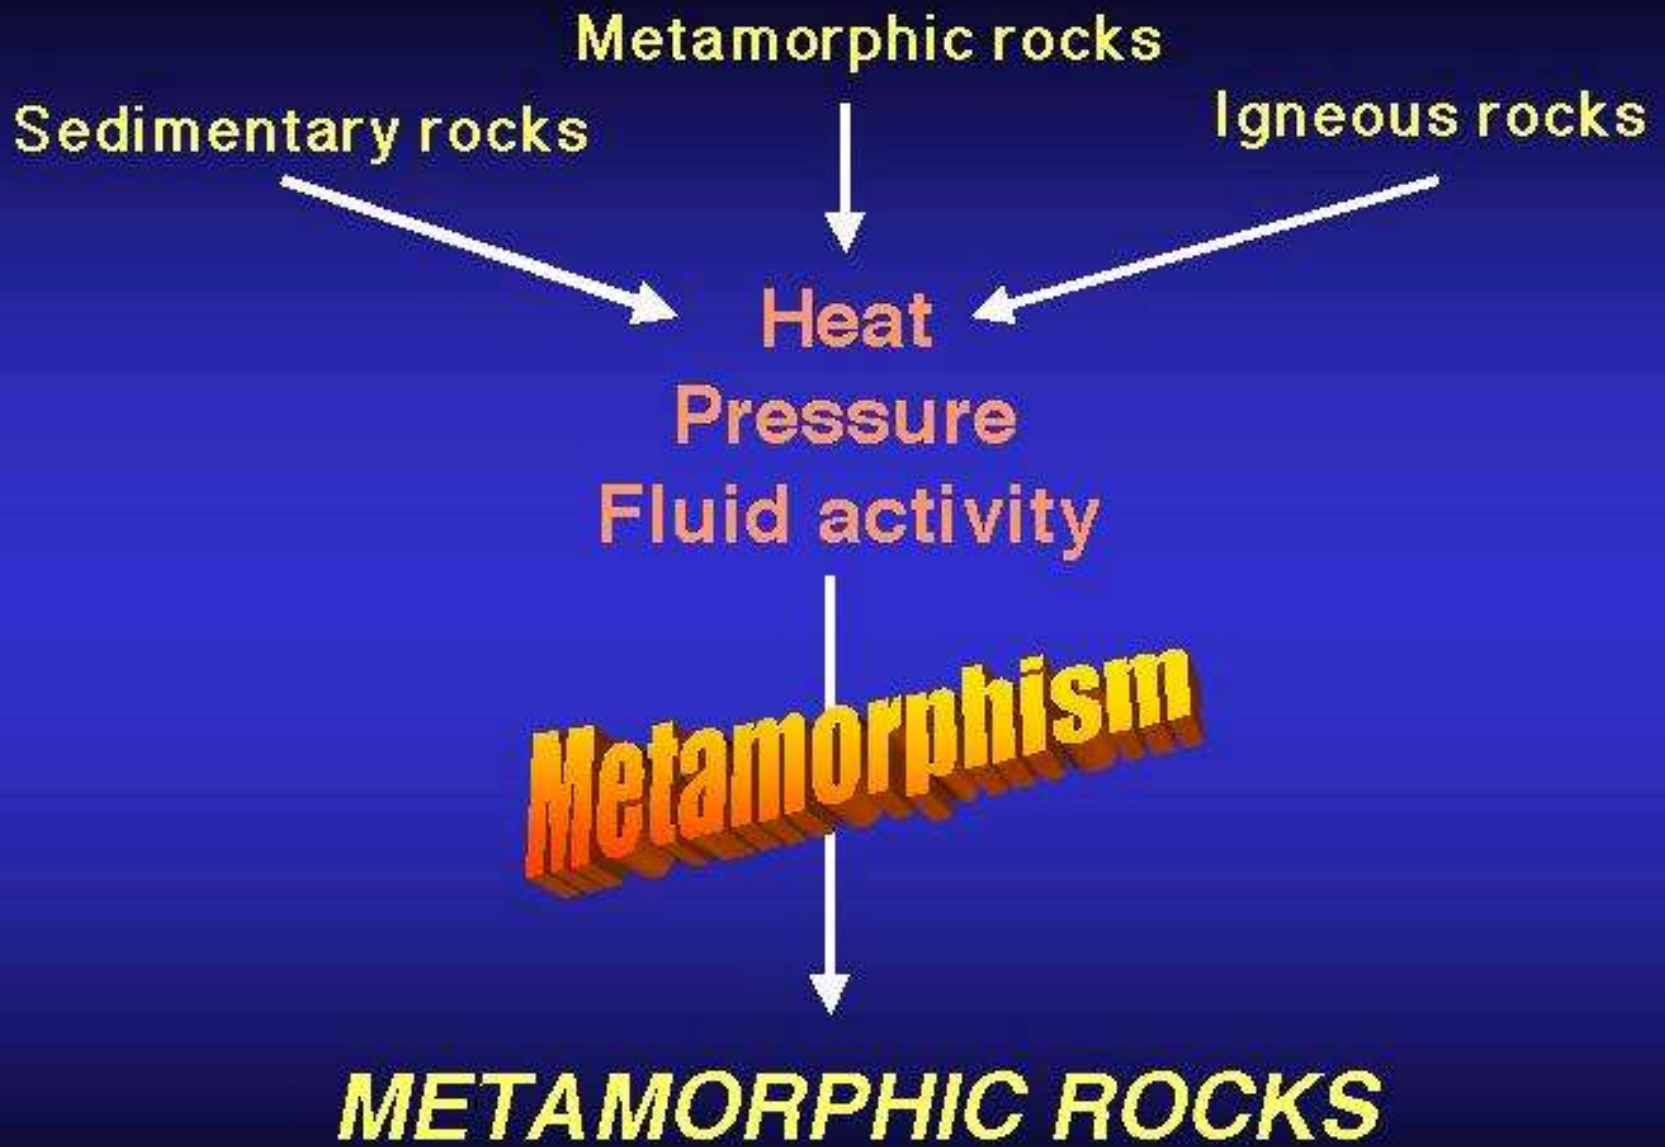 Metamorphic rocks
Sedimentary rocks
Igneous rocks
Heat
Pressure
Fluid activity
Metamorphism
METAMORPHIC ROCKS